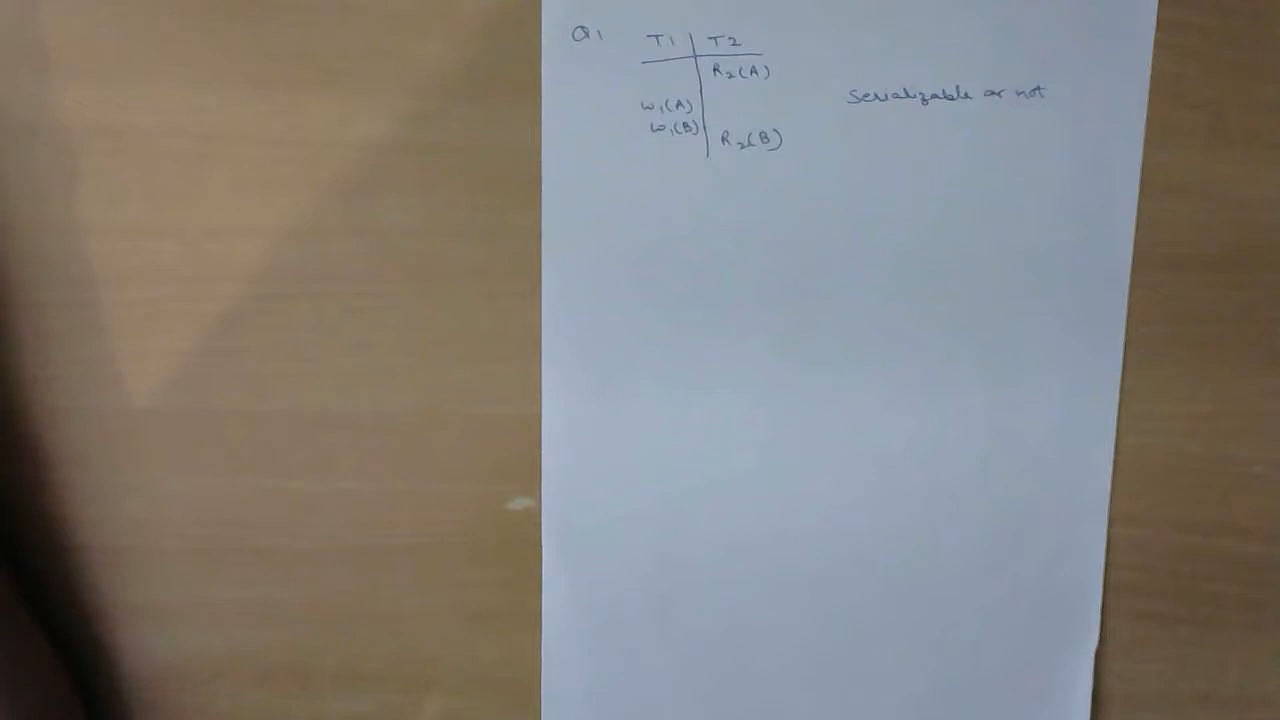 Q1 T1 | T2
R₂(A)
Serializable or not
W₁(A)
W₁(B)
R₂(B)